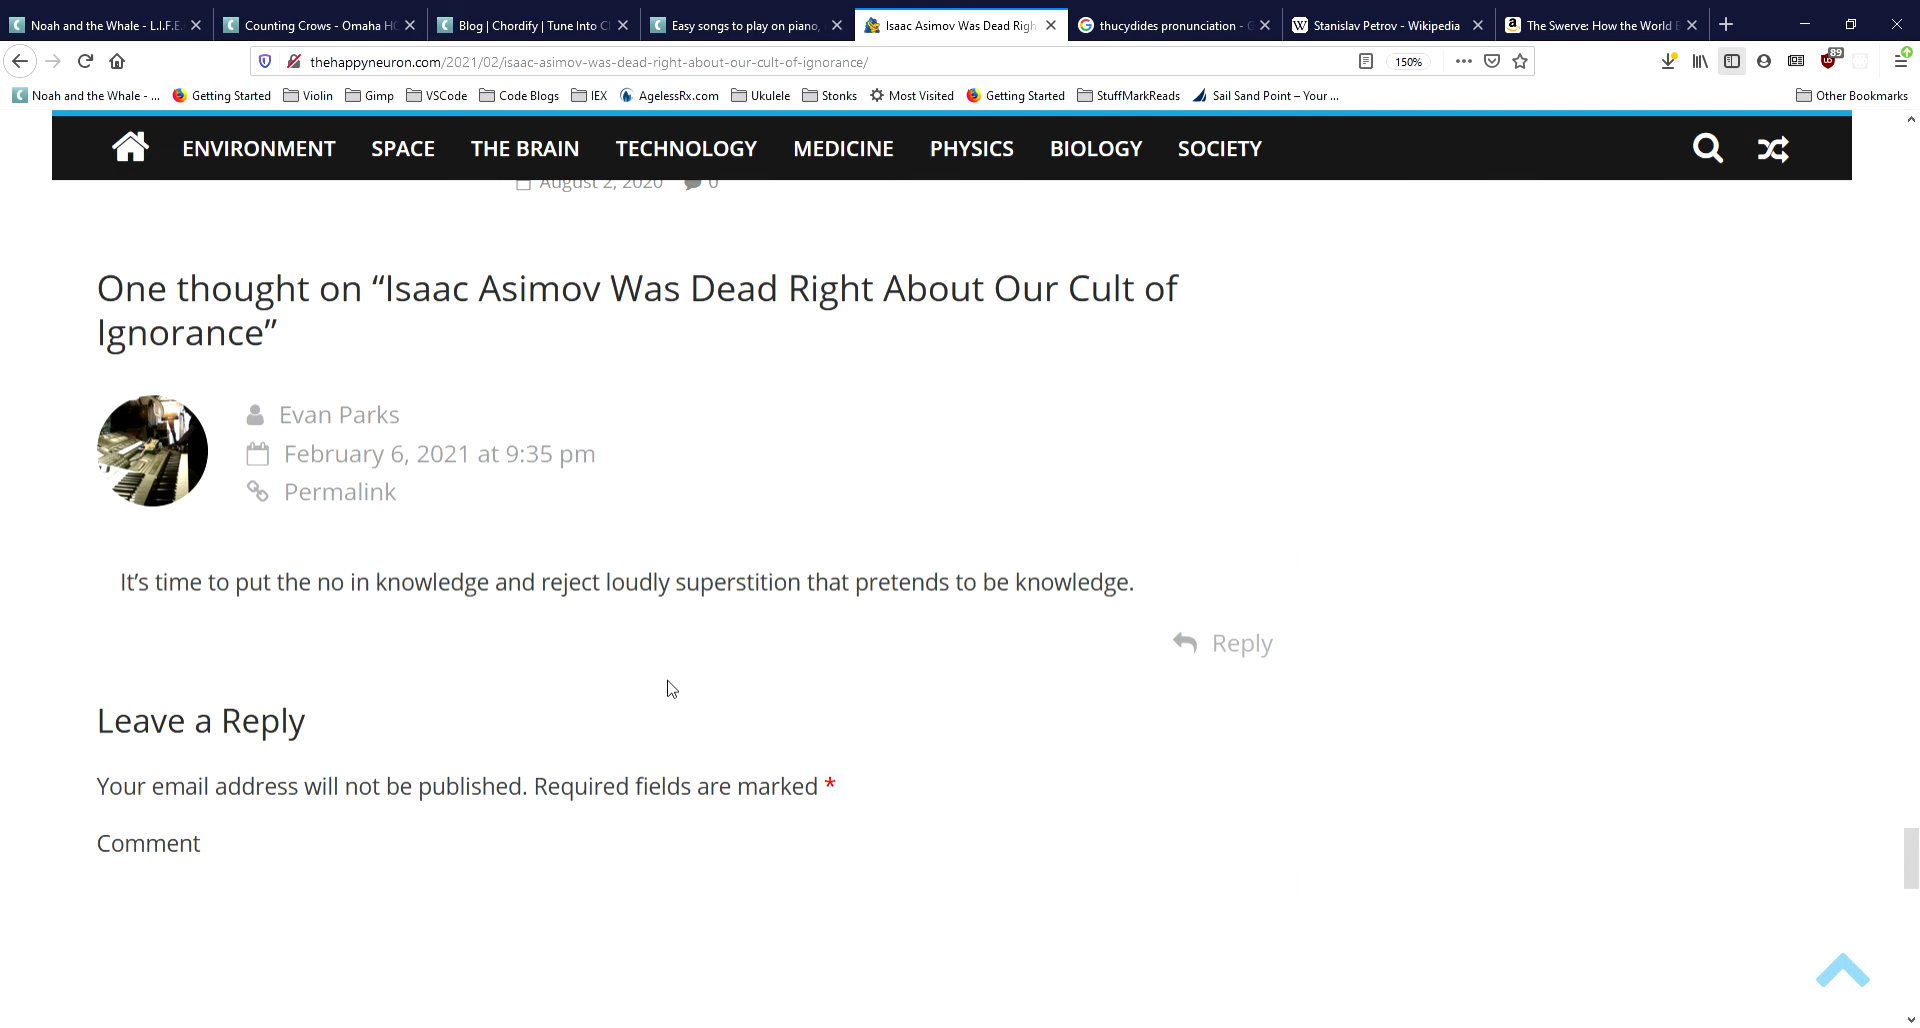 Noah and the Whale - L.I.F.E.
Counting Crows - Omaha
Blog | Chordify | Tune Into
Easy songs to play on piano,
Isaac Asimov Was Dead Righ
thucydides pronunciation -
Stanislav Petrov - Wikipedia
The Swerve: How the World
thehappyneuron.com/2021/02/isaac-asimov-was-dead-right-about-our-cult-of-ignorance/
150%
89
Noah and the Whale - ...
Getting Started
Violin
Gimp
VSCode
Code Blogs
IEX
AgelessRx.com
Ukulele
Stonks
Most Visited
Getting Started
StuffMarkReads
Sail Sand Point – Your ...
Other Bookmarks
ENVIRONMENT SPACE THE BRAIN TECHNOLOGY MEDICINE PHYSICS BIOLOGY SOCIETY
August 2, 2020 0
One thought on “Isaac Asimov Was Dead Right About Our Cult of
Ignorance”
Evan Parks
February 6, 2021 at 9:35 pm
Permalink
It’s time to put the no in knowledge and reject loudly superstition that pretends to be knowledge.
Reply
Leave a Reply
Your email address will not be published. Required fields are marked *
Comment